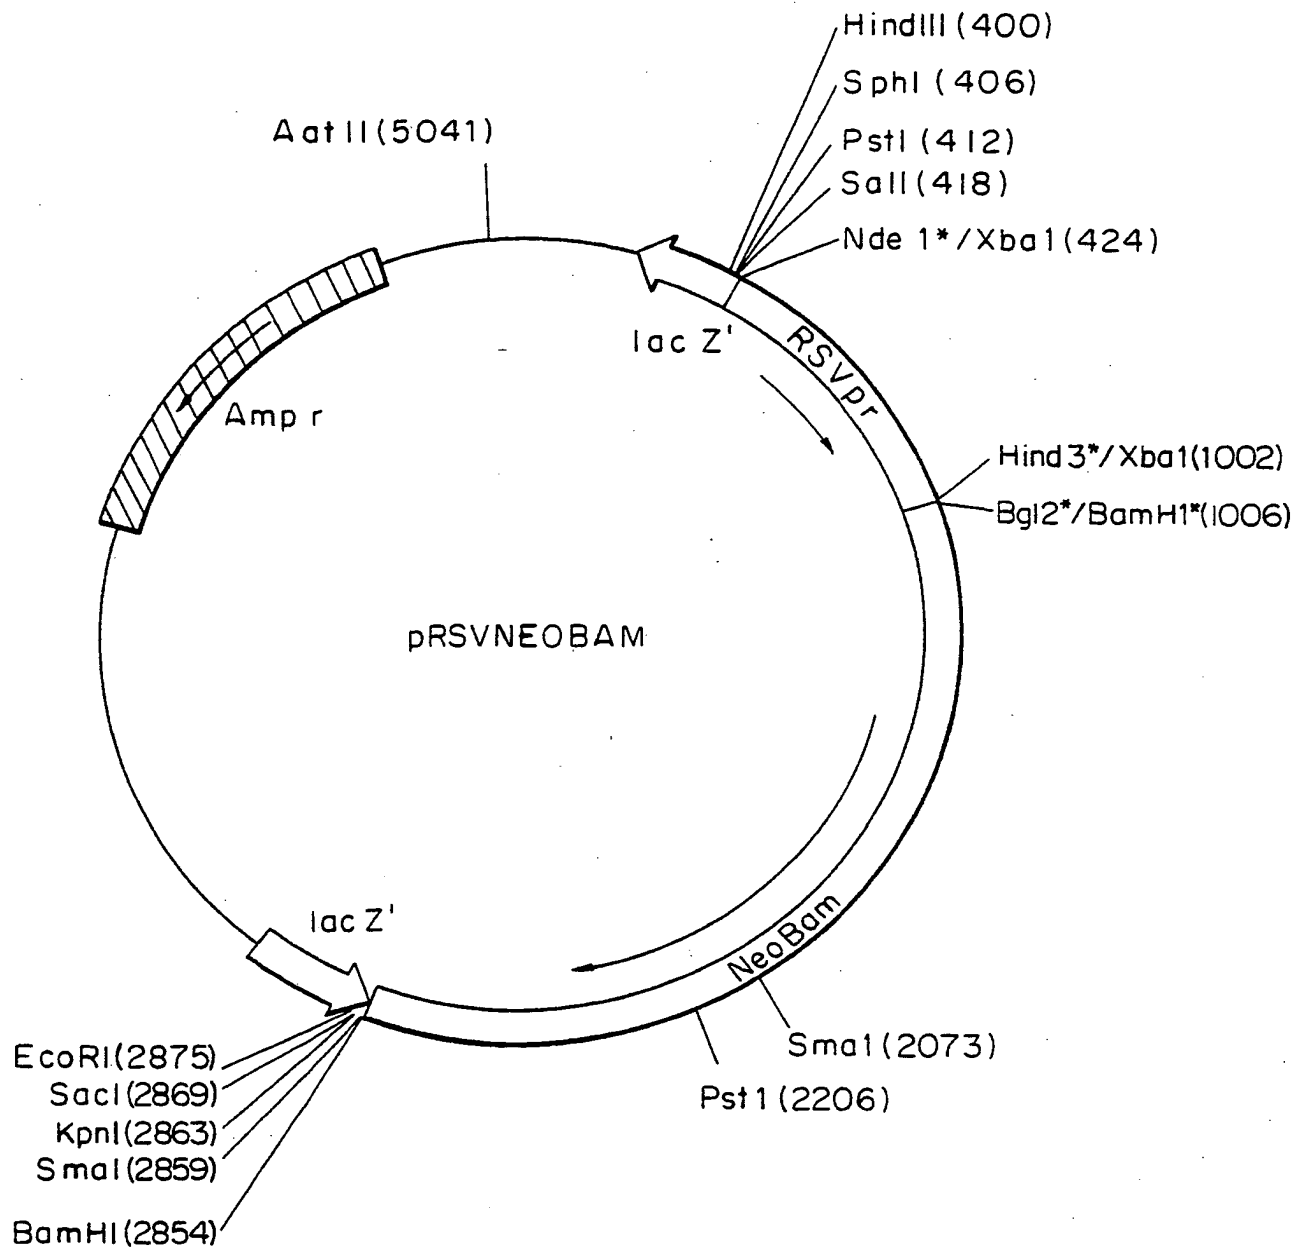 HindIII (400)
SphI (406)
AatII (5041)
PstI (412)
SalI (418)
Nde 1*/Xba1 (424)
lac Z'
RSVpr
Amp r
Hind3*/Xba1(1002)
Bgl2*/BamH1*(1006)
pRSVNEOBAM
lac Z'
NeoBam
EcoRI(2875)
Sma1 (2073)
SacI(2869)
Pst1 (2206)
KpnI(2863)
SmaI(2859)
BamHI(2854)